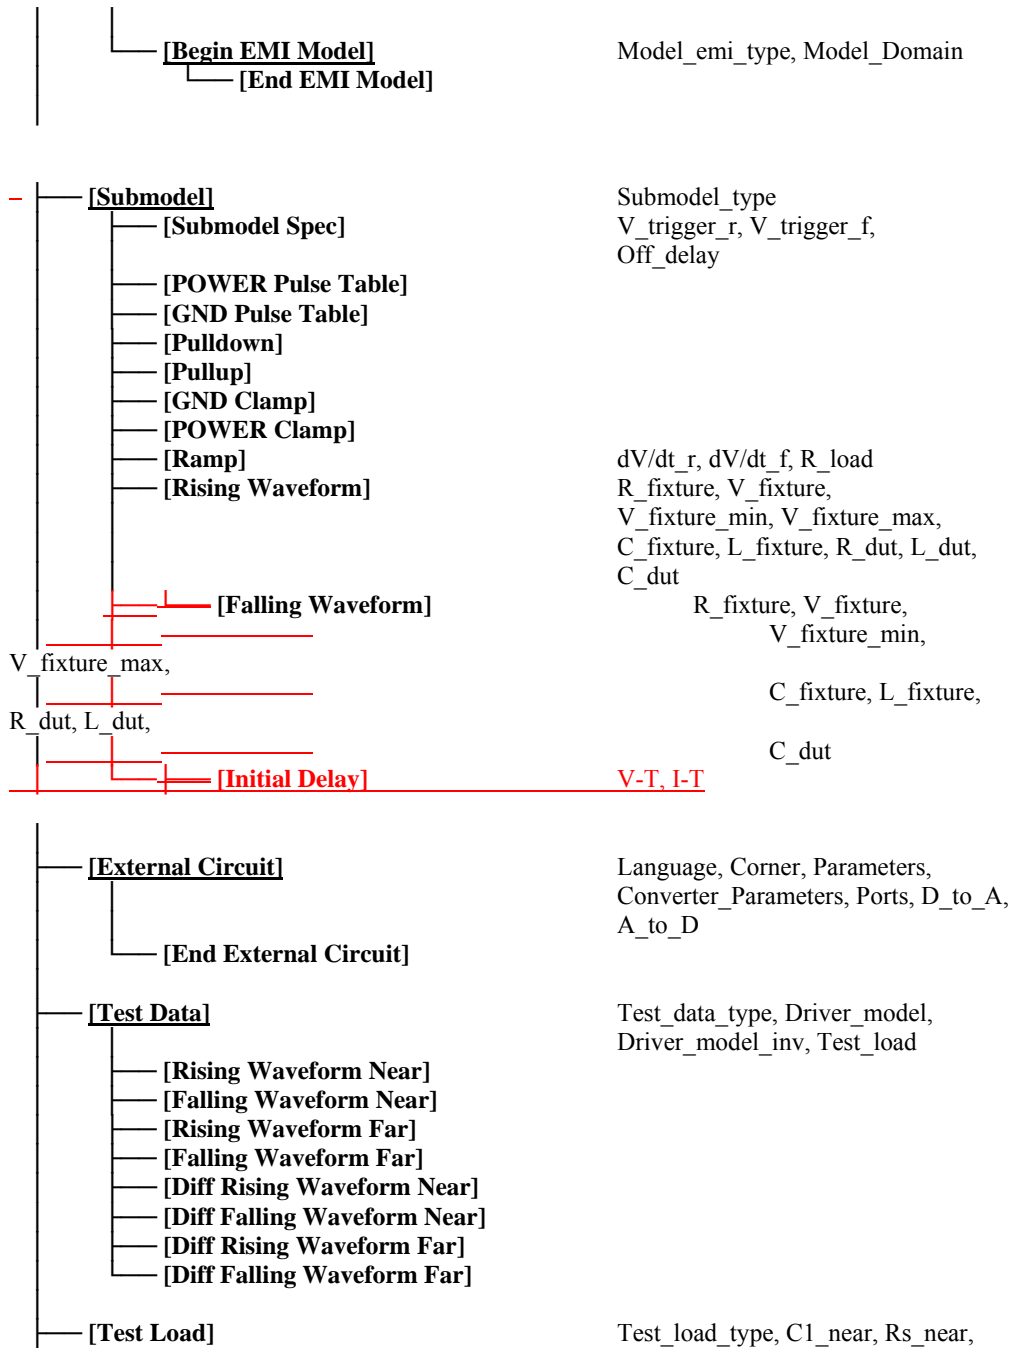 [Begin EMI Model] Model_emi_type, Model_Domain
[End EMI Model]
[Submodel] Submodel_type
[Submodel Spec] V_trigger_r, V_trigger_f,
Off_delay
[POWER Pulse Table]
[GND Pulse Table]
[Pulldown]
[Pullup]
[GND Clamp]
[POWER Clamp]
[Ramp] dV/dt_r, dV/dt_f, R_load
[Rising Waveform] R_fixture, V_fixture,
V_fixture_min, V_fixture_max,
C_fixture, L_fixture, R_dut, L_dut,
C_dut
[Falling Waveform] R_fixture, V_fixture,
V_fixture_min,
V_fixture_max,
C_fixture, L_fixture,
R_dut, L_dut,
C_dut
[Initial Delay] V-T, I-T
[External Circuit] Language, Corner, Parameters,
Converter_Parameters, Ports, D_to_A,
A_to_D
[End External Circuit]
[Test Data] Test_data_type, Driver_model,
Driver_model_inv, Test_load
[Rising Waveform Near]
[Falling Waveform Near]
[Rising Waveform Far]
[Falling Waveform Far]
[Diff Rising Waveform Near]
[Diff Falling Waveform Near]
[Diff Rising Waveform Far]
[Diff Falling Waveform Far]
[Test Load] Test_load_type, C1_near, Rs_near,